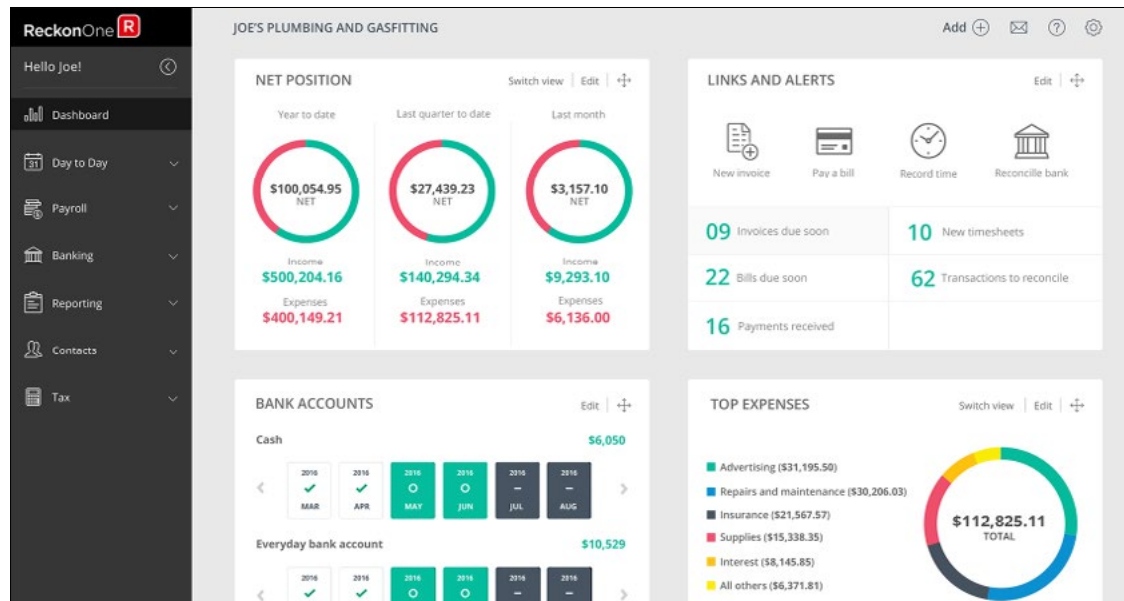 ReckonOne R
Hello Joe!
Dashboard
31 Day to Day
Payroll
Banking
Reporting
Contacts
Tax
JOE'S PLUMBING AND GASFITTING
Add
?
NET POSITION
Switch view | Edit
Year to date
$100,054.95
NET
Income
$500,204.16
Expenses
$400,149.21
Last quarter to date
$27,439.23
NET
Income
$140,294.34
Expenses
$112,825.11
Last month
$3,157.10
NET
Income
$9,293.10
Expenses
$6,136.00
LINKS AND ALERTS
Edit
New invoice
Pay a bill
Record time
Reconcille bank
09 Invoices due soon
10 New timesheets
22 Bills due soon
62 Transactions to reconcile
16 Payments received
BANK ACCOUNTS
Edit
Cash
$6,050
2016 MAR
2016 APR
2016 MAY
2016 JUN
2016 JUL
2016 AUG
Everyday bank account
$10,529
2016
2016
2016
2016
2016
2016
TOP EXPENSES
Switch view | Edit
Advertising ($31,195.50)
Repairs and maintenance ($30,206.03)
Insurance ($21,567.57)
Supplies ($15,338.35)
Interest ($8,145.85)
All others ($6,371.81)
$112,825.11
TOTAL